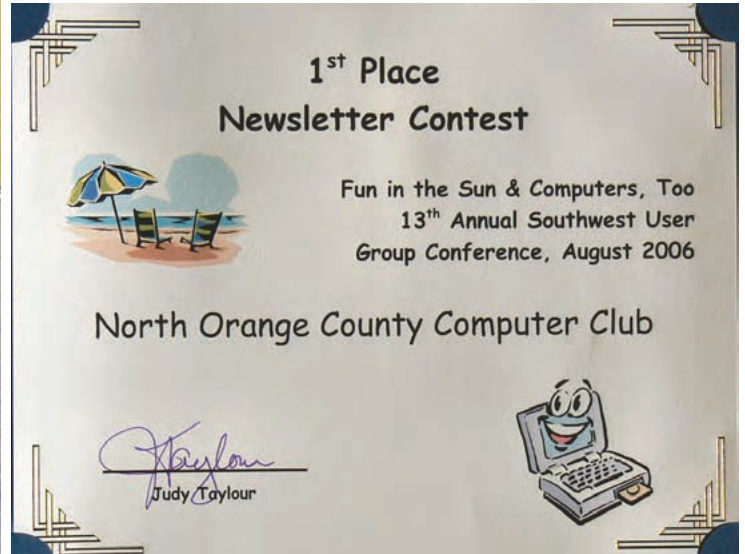 1st Place
Newsletter Contest
Fun in the Sun & Computers, Too
13th Annual Southwest User
Group Conference, August 2006
North Orange County Computer Club
JTaylour
Judy Taylour